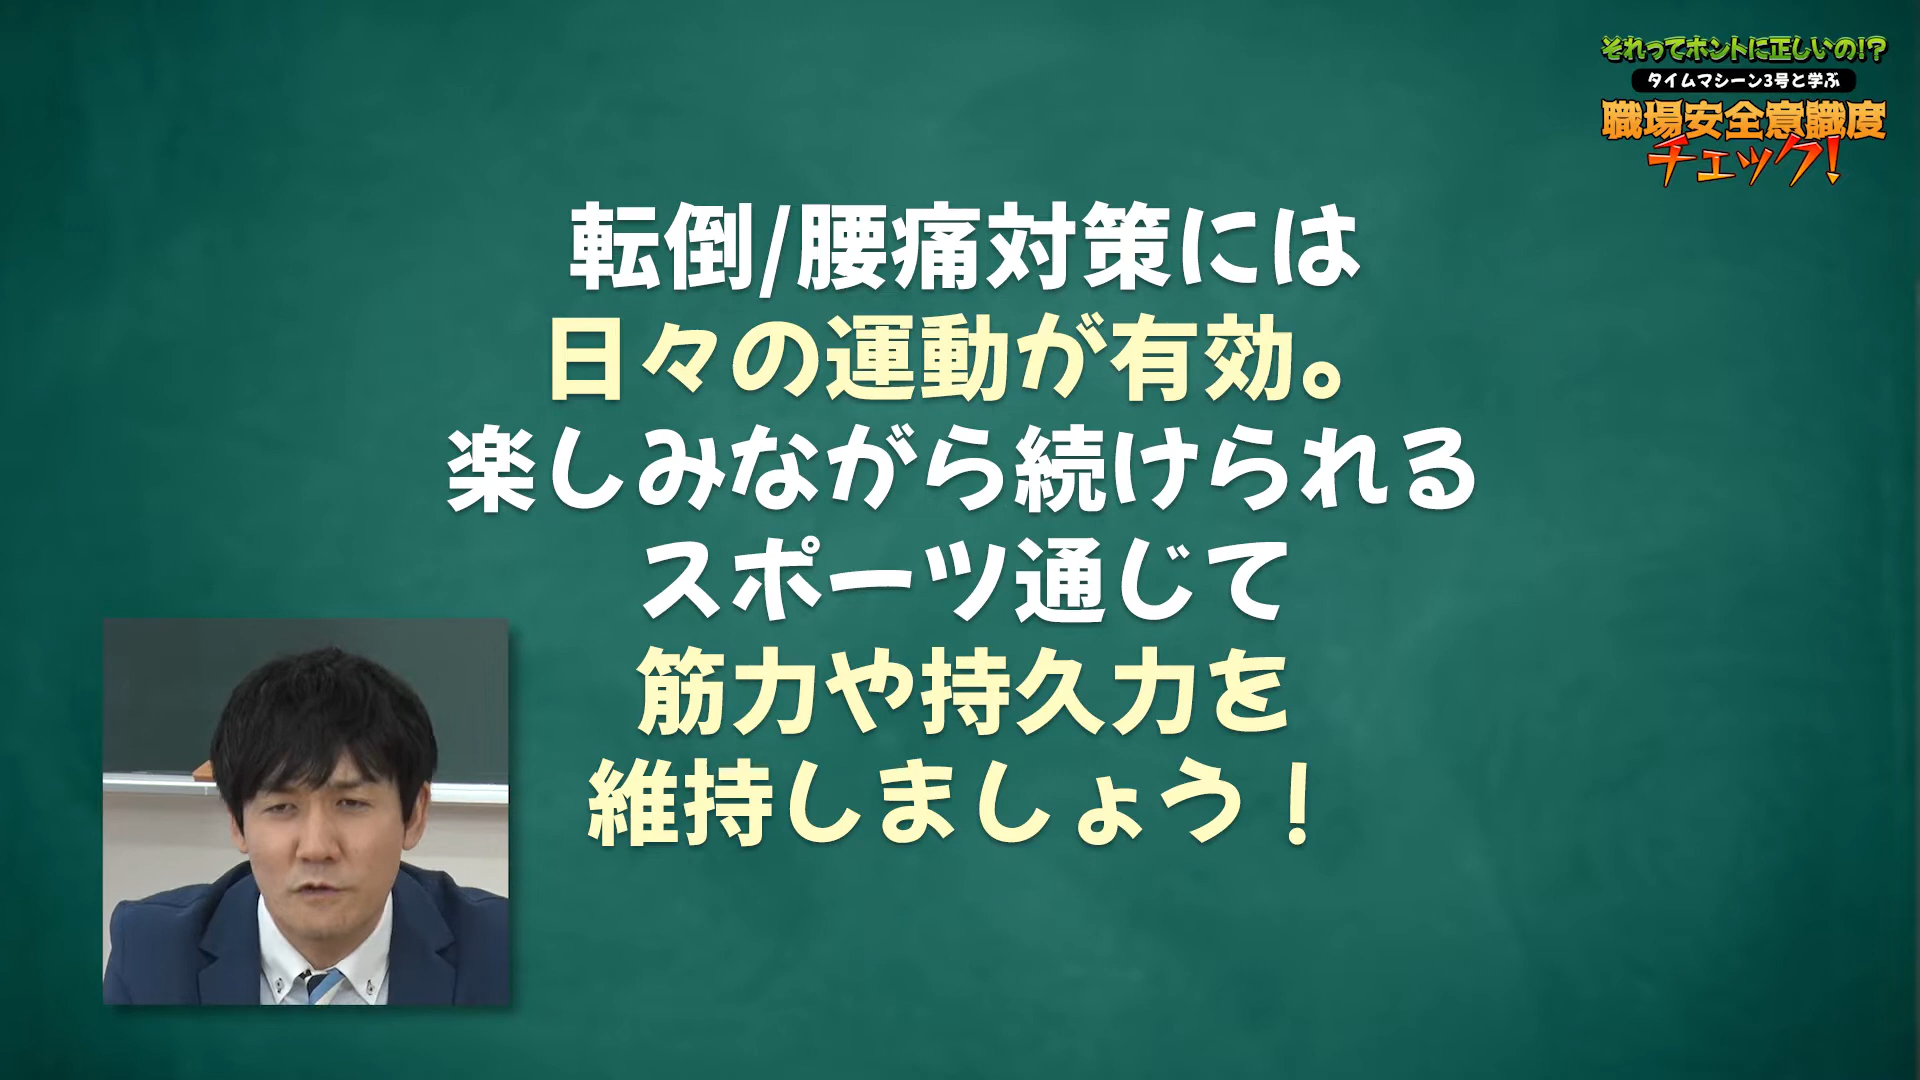 それってホントに正しいの!?
タイムマシーン3号と学ぶ
職場安全意識度
チェック!
転倒/腰痛対策には
日々の運動が有効。
楽しみながら続けられる
スポーツ通じて
筋力や持久力を
維持しましょう！